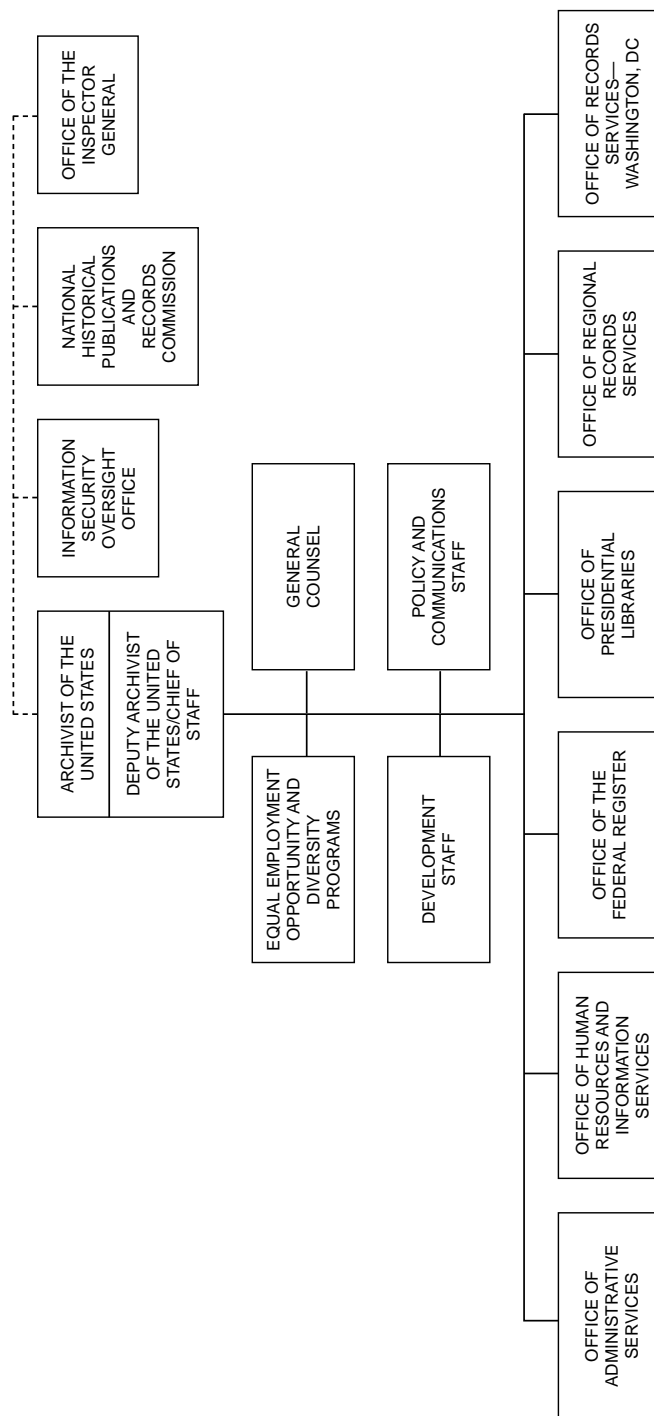 ARCHIVIST OF THE
UNITED STATES
DEPUTY ARCHIVIST
OF THE UNITED
STATES/CHIEF OF
STAFF
INFORMATION
SECURITY
OVERSIGHT
OFFICE
NATIONAL
HISTORICAL
PUBLICATIONS
AND
RECORDS
COMMISSION
OFFICE OF THE
INSPECTOR
GENERAL
EQUAL EMPLOYMENT
OPPORTUNITY AND
DIVERSITY
PROGRAMS
GENERAL
COUNSEL
DEVELOPMENT
STAFF
POLICY AND
COMMUNICATIONS
STAFF
OFFICE OF
ADMINISTRATIVE
SERVICES
OFFICE OF HUMAN
RESOURCES AND
INFORMATION
SERVICES
OFFICE OF THE
FEDERAL REGISTER
OFFICE OF
PRESIDENTIAL
LIBRARIES
OFFICE OF REGIONAL
RECORDS
SERVICES
OFFICE OF RECORDS
SERVICES—
WASHINGTON, DC